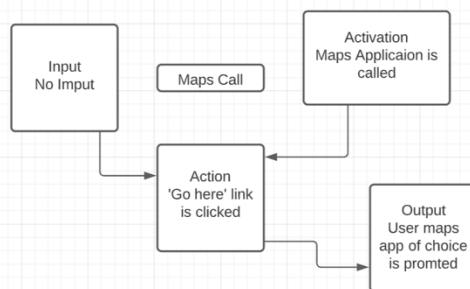 Input
No Imput
Maps Call
Activation
Maps Applicaion is
called
Action
'Go here' link
is clicked
Output
User maps
app of choice
is promted